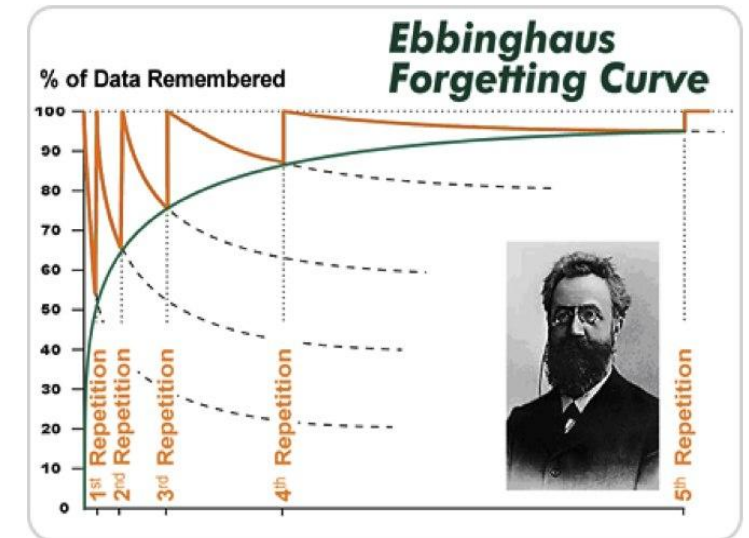 Ebbinghaus
Forgetting Curve
% of Data Remembered
100
90
80
70
60
50
40
30
20
10
0
1st Repetition
2nd Repetition
3rd Repetition
4th Repetition
5th Repetition